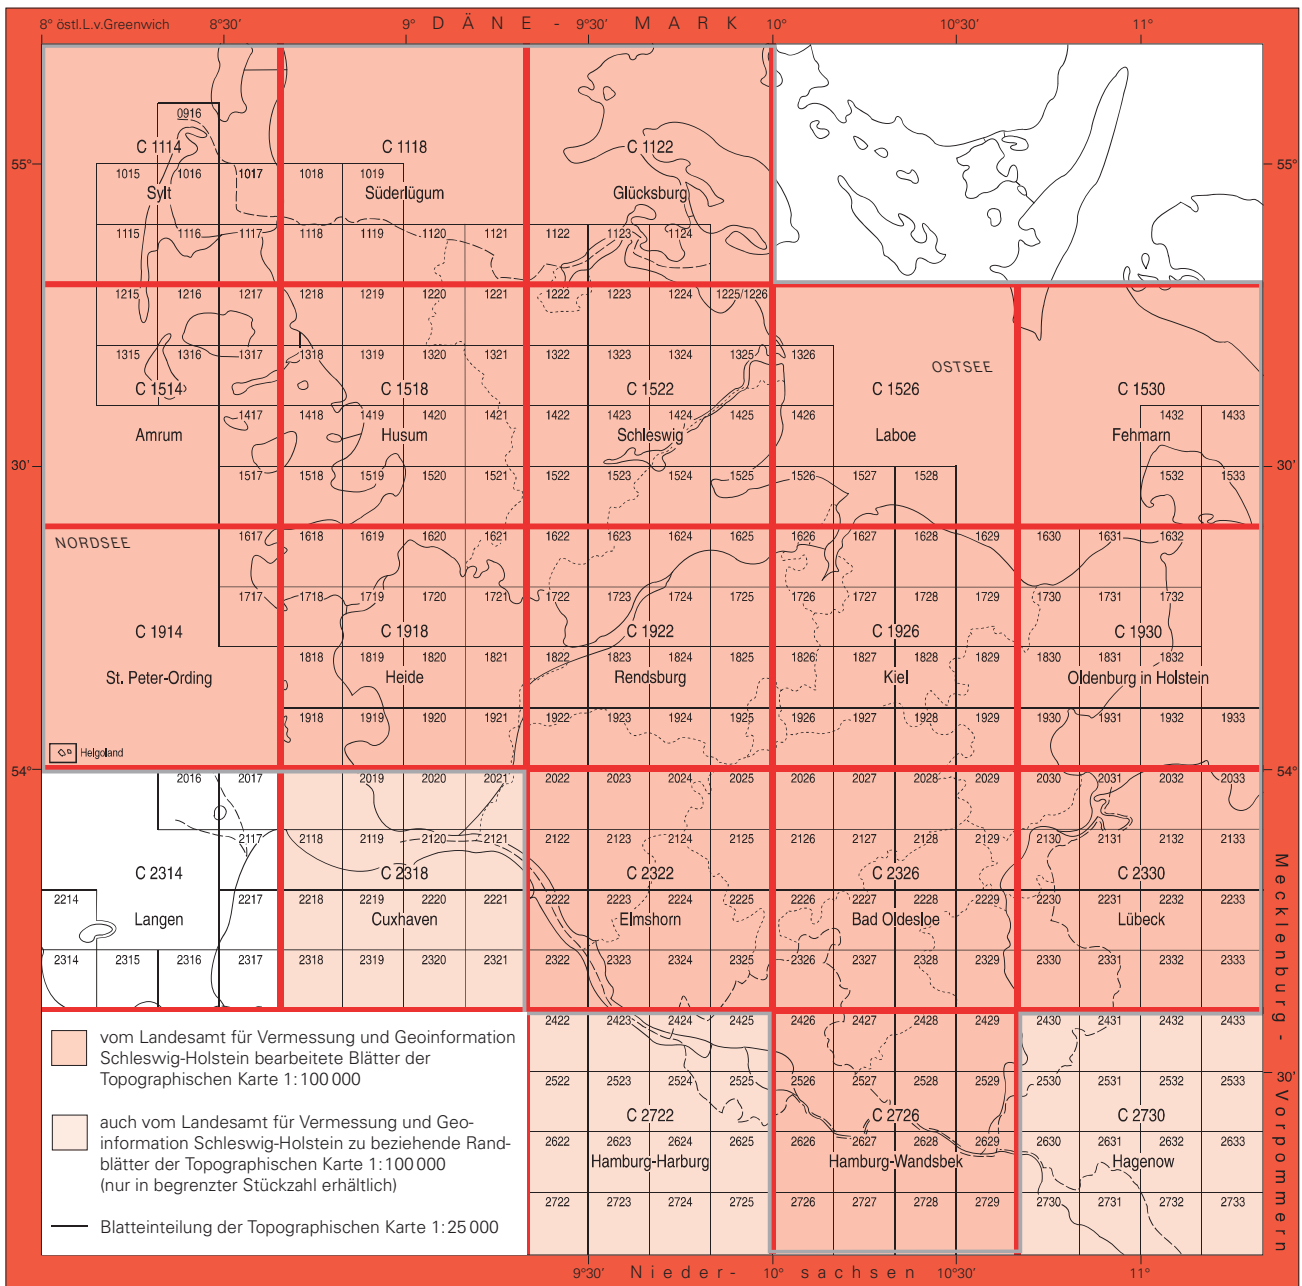 8° östl.L.v.Greenwich 8°30' 9° DÄNE- 9°30' MARK 10° 10°30' 11°
0916
C 1114 C 1118 C 1122
55° 55°
1015 1016 1017 1018 1019
Sylt Süderlügum Glücksburg
1115 1116 1117 1118 1119 1120 1121 1122 1123 1124
1215 1216 1217 1218 1219 1220 1221 1222 1223 1224 1225/1226
1315 1316 1317 1318 1319 1320 1321 1322 1323 1324 1325 1326
OSTSEE
C 1514 C 1518 C 1522 C 1526 C 1530
1417 1418 1419 1420 1421 1422 1423 1424 1425 1426 1432 1433
Amrum Husum Schleswig Laboe Fehmarn
30' 30'
1517 1518 1519 1520 1521 1522 1523 1524 1525 1526 1527 1528 1532 1533
NORDSEE
1617 1618 1619 1620 1621 1622 1623 1624 1625 1626 1627 1628 1629 1630 1631 1632
1717 1718 1719 1720 1721 1722 1723 1724 1725 1726 1727 1728 1729 1730 1731 1732
C 1914 C 1918 C 1922 C 1926 C 1930
1818 1819 1820 1821 1822 1823 1824 1825 1826 1827 1828 1829 1830 1831 1832
St. Peter-Ording Heide Rendsburg Kiel Oldenburg in Holstein
1918 1919 1920 1921 1922 1923 1924 1925 1926 1927 1928 1929 1930 1931 1932 1933
Helgoland
54° 54°
2016 2017 2019 2020 2021 2022 2023 2024 2025 2026 2027 2028 2029 2030 2031 2032 2033
2117 2118 2119 2120 2121 2122 2123 2124 2125 2126 2127 2128 2129 2130 2131 2132 2133
C 2314 C 2318 C 2322 C 2326 C 2330
2214 2217 2218 2219 2220 2221 2222 2223 2224 2225 2226 2227 2228 2229 2230 2231 2232 2233
Langen Cuxhaven Elmshorn Bad Oldesloe Lübeck
2314 2315 2316 2317 2318 2319 2320 2321 2322 2323 2324 2325 2326 2327 2328 2329 2330 2331 2332 2333
2422 2423 2424 2425 2426 2427 2428 2429 2430 2431 2432 2433
30'
2522 2523 2524 2525 2526 2527 2528 2529 2530 2531 2532 2533
C 2722 C 2726 C 2730
2622 2623 2624 2625 2626 2627 2628 2629 2630 2631 2632 2633
Hamburg-Harburg Hamburg-Wandsbek Hagenow
2722 2723 2724 2725 2726 2727 2728 2729 2730 2731 2732 2733
Mecklenburg-Vorpommern
vom Landesamt für Vermessung und Geoinformation
Schleswig-Holstein bearbeitete Blätter der
Topographischen Karte 1:100 000
auch vom Landesamt für Vermessung und Geo-
information Schleswig-Holstein zu beziehende Rand-
blätter der Topographischen Karte 1:100 000
(nur in begrenzter Stückzahl erhältlich)
Blatteinteilung der Topographischen Karte 1:25 000
9°30' Nieder- 10° sachsen 10°30' 11°